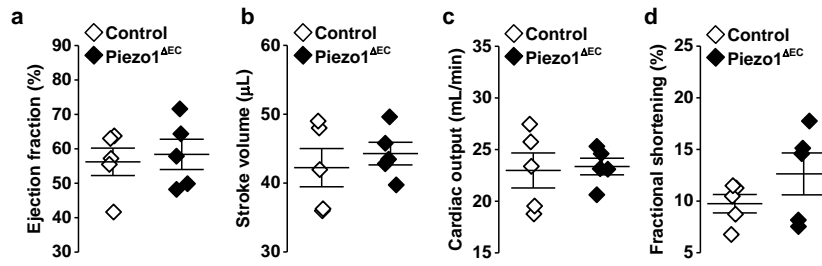 a
Control
Piezo1ΔEC
Ejection fraction (%)
90
80
70
60
50
40
30
b
Control
Piezo1ΔEC
Stroke volume (μL)
60
50
40
30
c
Control
Piezo1ΔEC
Cardiac output (mL/min)
35
30
25
20
15
d
Control
Piezo1ΔEC
Fractional shortening (%)
25
20
15
10
5